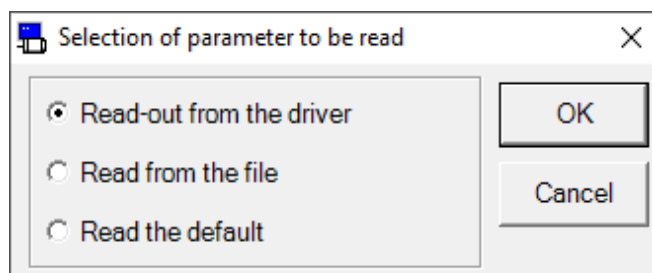 Selection of parameter to be read
Read-out from the driver
OK
Read from the file
Cancel
Read the default